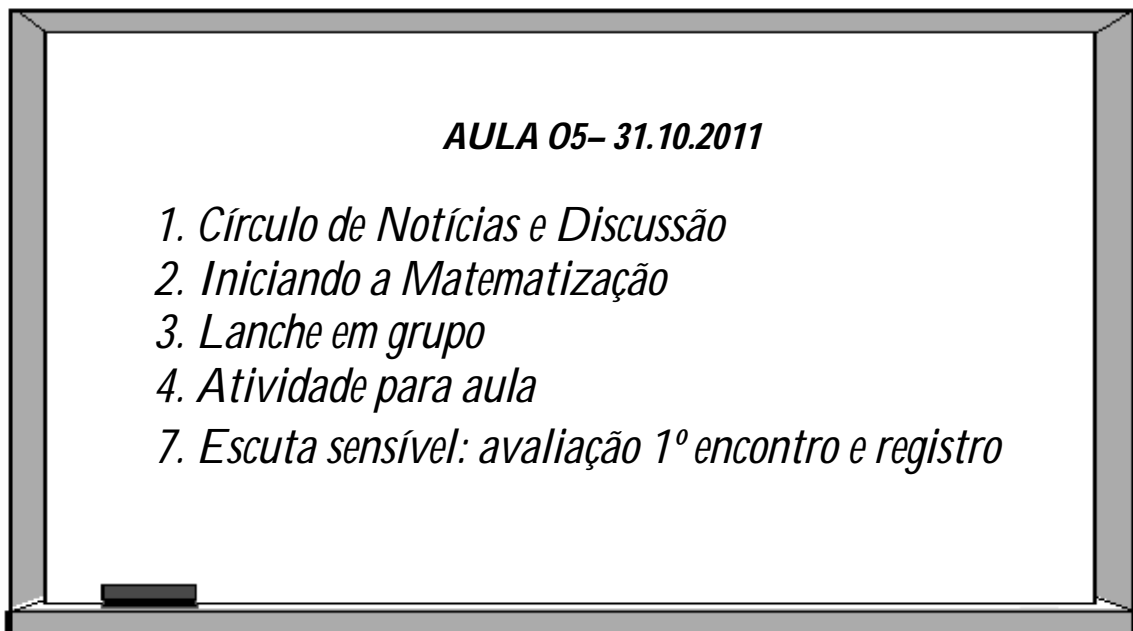 AULA O5– 31.10.2011
1. Círculo de Notícias e Discussão
2. Iniciando a Matematização
3. Lanche em grupo
4. Atividade para aula
7. Escuta sensível: avaliação 1º encontro e registro